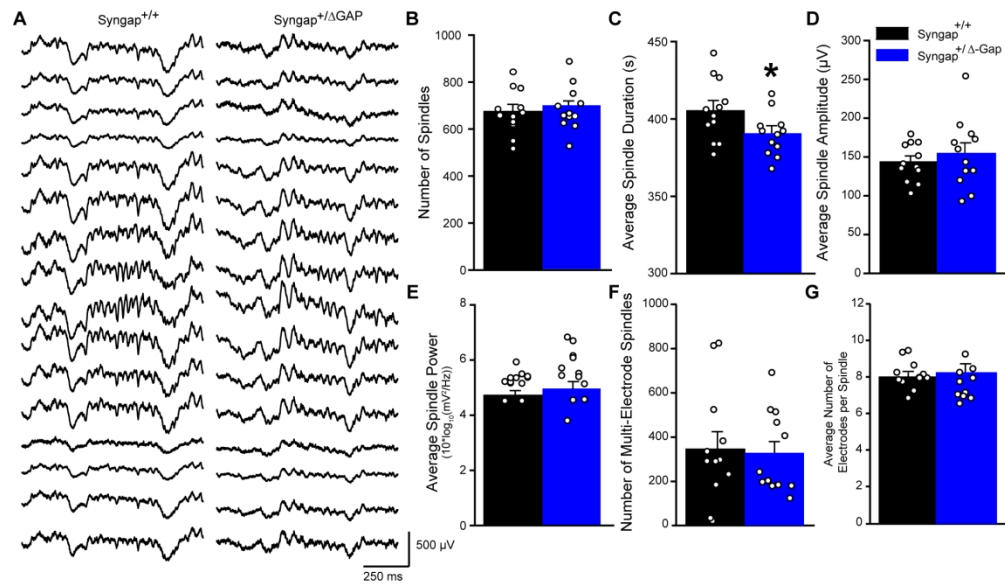 A
Syngap+/+
Syngap+/ΔGAP
500 µV
250 ms
B
Number of Spindles
1000
800
600
400
200
0
C
Average Spindle Duration (s)
450
400
350
300
*
D
Average Spindle Amplitude (µV)
300
250
200
150
100
50
0
Syngap+/+
Syngap+/Δ-Gap
E
Average Spindle Power
(10*log10(mV2/Hz))
8
6
4
2
0
F
Number of Multi-Electrode Spindles
1000
800
600
400
200
0
G
Average Number of
Electrodes per Spindle
12
10
8
6
4
2
0